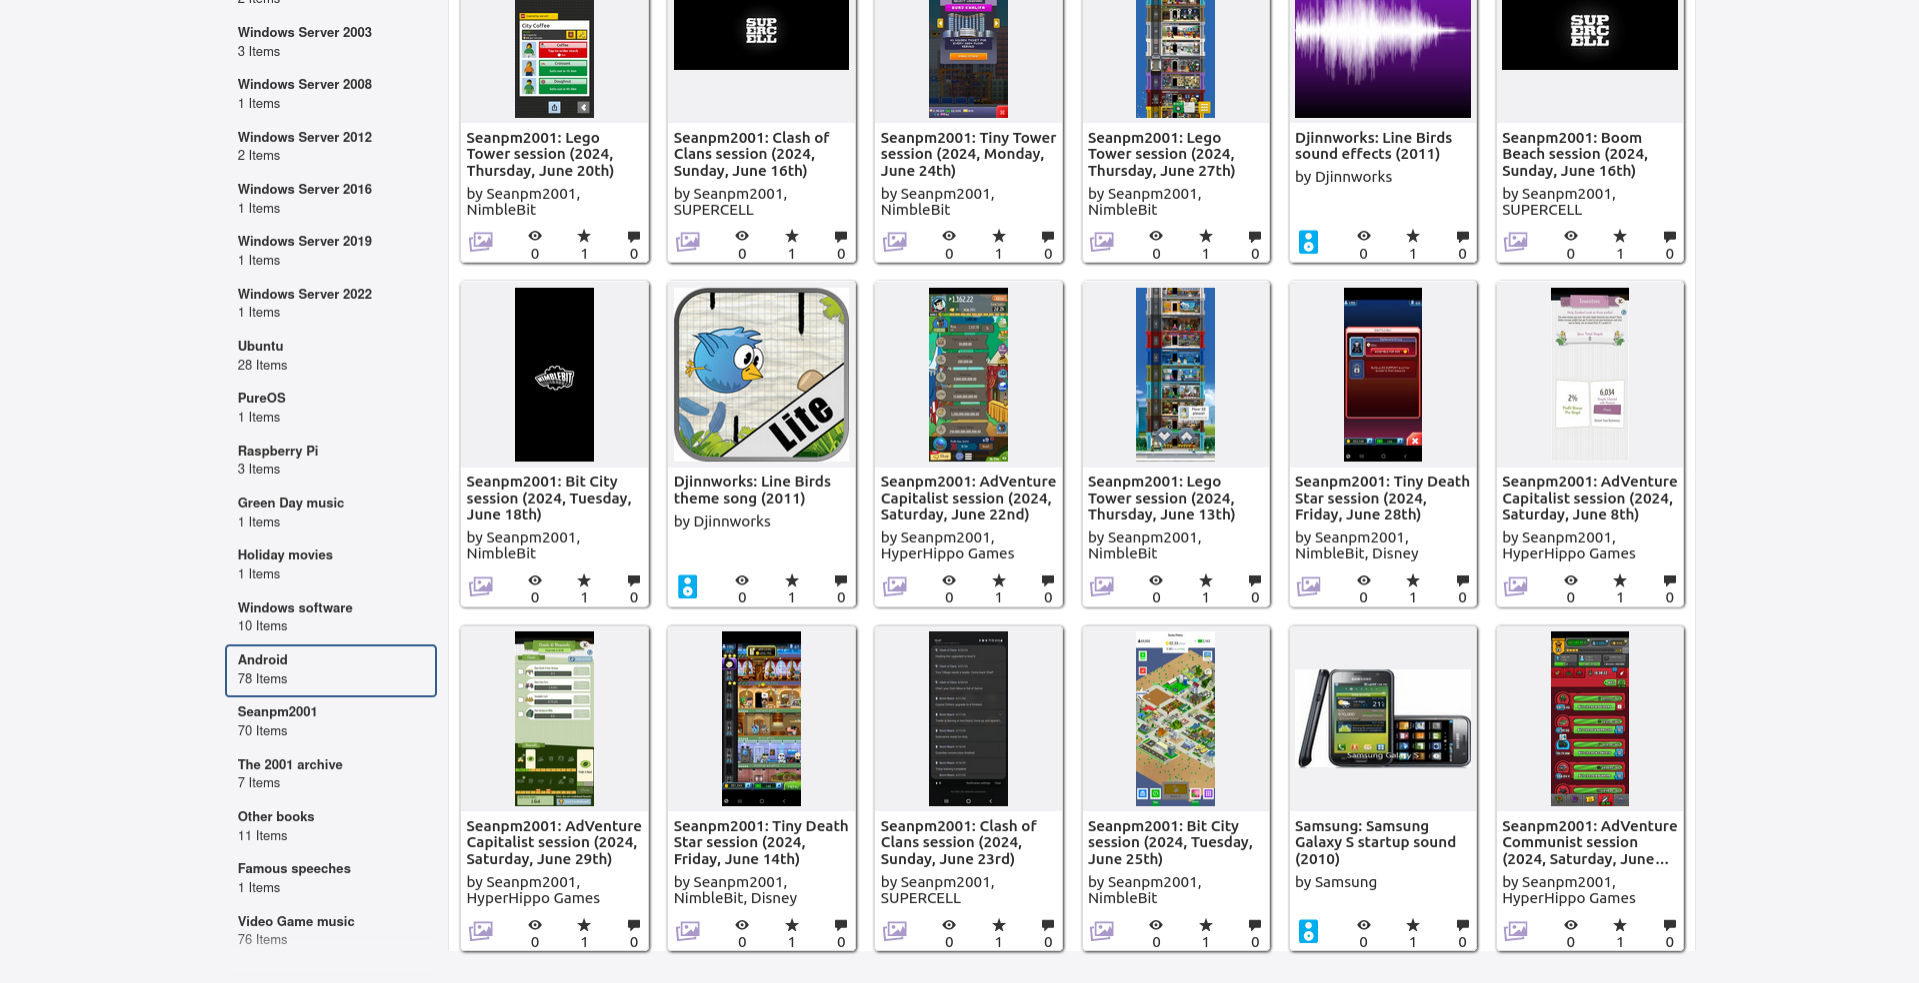 2 Items
Windows Server 2003
3 Items
Windows Server 2008
1 Items
Windows Server 2012
2 Items
Windows Server 2016
1 Items
Windows Server 2019
1 Items
Windows Server 2022
1 Items
Ubuntu
28 Items
PureOS
1 Items
Raspberry Pi
3 Items
Green Day music
1 Items
Holiday movies
1 Items
Windows software
10 Items
Android
78 Items
Seanpm2001
70 Items
The 2001 archive
7 Items
Other books
11 Items
Famous speeches
1 Items
Video Game music
76 Items
City Coffee
Coffee
Croissant
Doughnut
Seanpm2001: Lego
Tower session (2024,
Thursday, June 20th)
by Seanpm2001,
NimbleBit
0 1 0
SUP
ERC
ELL
Seanpm2001: Clash of
Clans session (2024,
Sunday, June 16th)
by Seanpm2001,
SUPERCELL
0 1 0
Seanpm2001: Tiny Tower
session (2024, Monday,
June 24th)
by Seanpm2001,
NimbleBit
0 1 0
Seanpm2001: Lego
Tower session (2024,
Thursday, June 27th)
by Seanpm2001,
NimbleBit
0 1 0
Djinnworks: Line Birds
sound effects (2011)
by Djinnworks
0 1 0
SUP
ERC
ELL
Seanpm2001: Boom
Beach session (2024,
Sunday, June 16th)
by Seanpm2001,
SUPERCELL
0 1 0
NIMBLEBIT
Seanpm2001: Bit City
session (2024, Tuesday,
June 18th)
by Seanpm2001,
NimbleBit
0 1 0
Lite
Djinnworks: Line Birds
theme song (2011)
by Djinnworks
0 1 0
Seanpm2001: AdVenture
Capitalist session (2024,
Saturday, June 22nd)
by Seanpm2001,
HyperHippo Games
0 1 0
Seanpm2001: Lego
Tower session (2024,
Thursday, June 13th)
by Seanpm2001,
NimbleBit
0 1 0
Seanpm2001: Tiny Death
Star session (2024,
Friday, June 28th)
by Seanpm2001,
NimbleBit, Disney
0 1 0
Investors
2%
6,034
Seanpm2001: AdVenture
Capitalist session (2024,
Saturday, June 8th)
by Seanpm2001,
HyperHippo Games
0 1 0
Seanpm2001: AdVenture
Capitalist session (2024,
Saturday, June 29th)
by Seanpm2001,
HyperHippo Games
0 1 0
Seanpm2001: Tiny Death
Star session (2024,
Friday, June 14th)
by Seanpm2001,
NimbleBit, Disney
0 1 0
Seanpm2001: Clash of
Clans session (2024,
Sunday, June 23rd)
by Seanpm2001,
SUPERCELL
0 1 0
Seanpm2001: Bit City
session (2024, Tuesday,
June 25th)
by Seanpm2001,
NimbleBit
0 1 0
Samsung Galaxy S
Samsung: Samsung
Galaxy S startup sound
(2010)
by Samsung
0 1 0
Seanpm2001: AdVenture
Communist session
(2024, Saturday, June...
by Seanpm2001,
HyperHippo Games
0 1 0